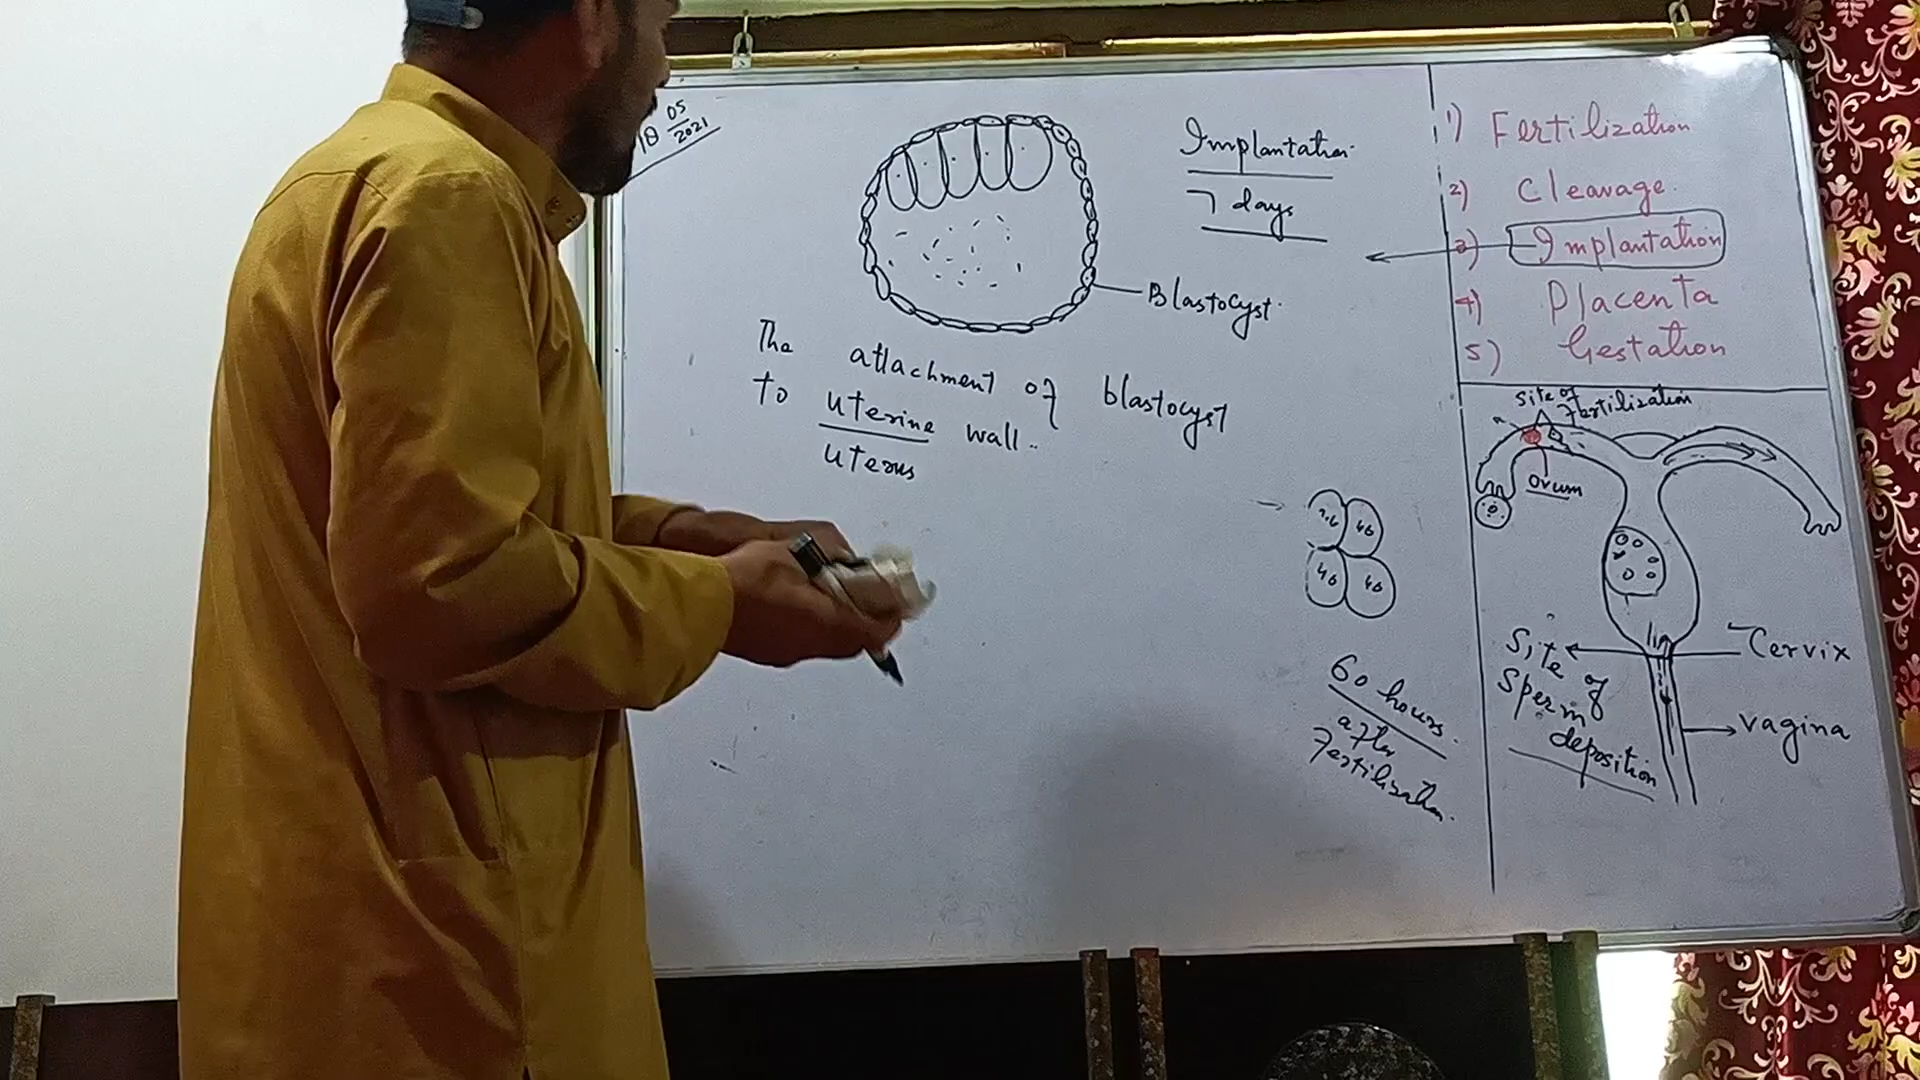 18 05
2021
Implantation
7 days
Blastocyst
The attachment of blastocyst
to uterine wall..
uterus
46
46
46
60 hours.
after
Fertilization.
1) Fertilization
2) Cleavage.
3) Implantation
4) Placenta
5) Gestation
Site of
Fertilization
Ovum
Cervix
Vagina
Site of
Sperm
deposition